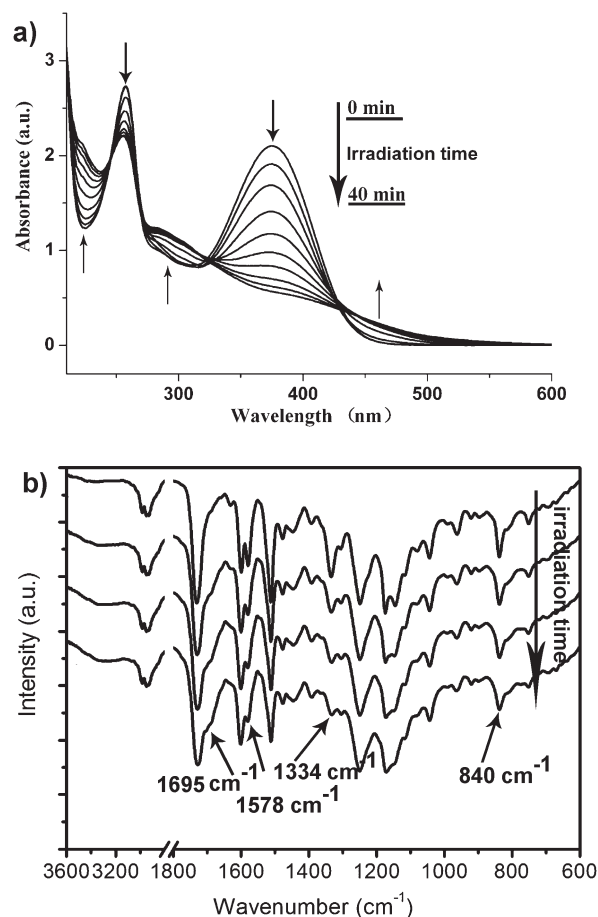 a)
3
2
1
0
Absorbance (a.u.)
0 min
Irradiation time
40 min
300
400
500
600
Wavelength (nm)
b)
Intensity (a.u.)
irradiation time
1695 cm-1
1578 cm-1
1334 cm-1
840 cm-1
3600 3200 1800 1600 1400 1200 1000 800 600
Wavenumber (cm-1)